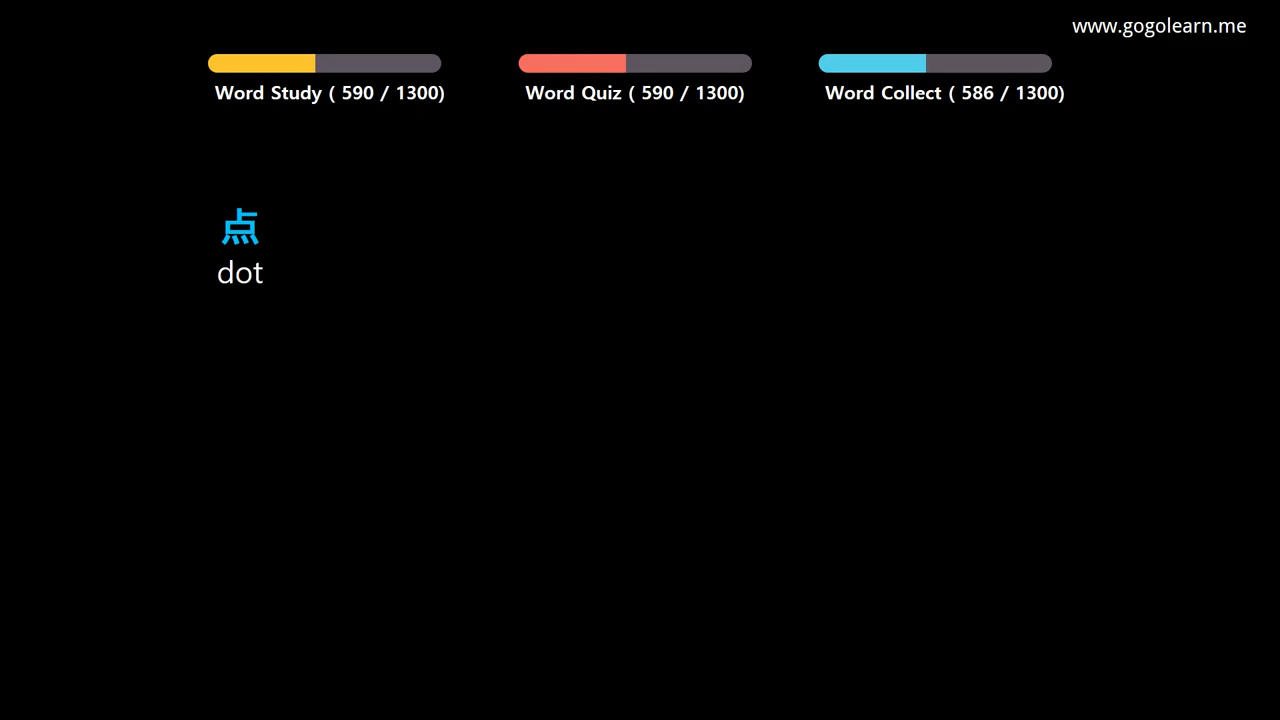 www.gogolearn.me
Word Study ( 590 / 1300)
Word Quiz ( 590 / 1300)
Word Collect ( 586 / 1300)
点
dot